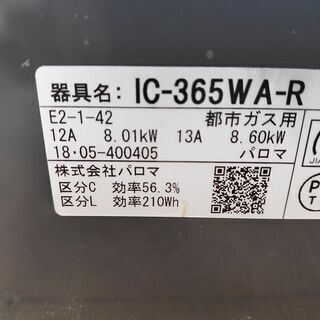 器具名: IC-365WA-R
E2-1-42 都市ガス用
12A 8.01kW 13A 8.60kW
18・05-400405 パロマ
株式会社パロマ
区分C 効率56.3%
区分L 効率210Wh
JIA
P
T